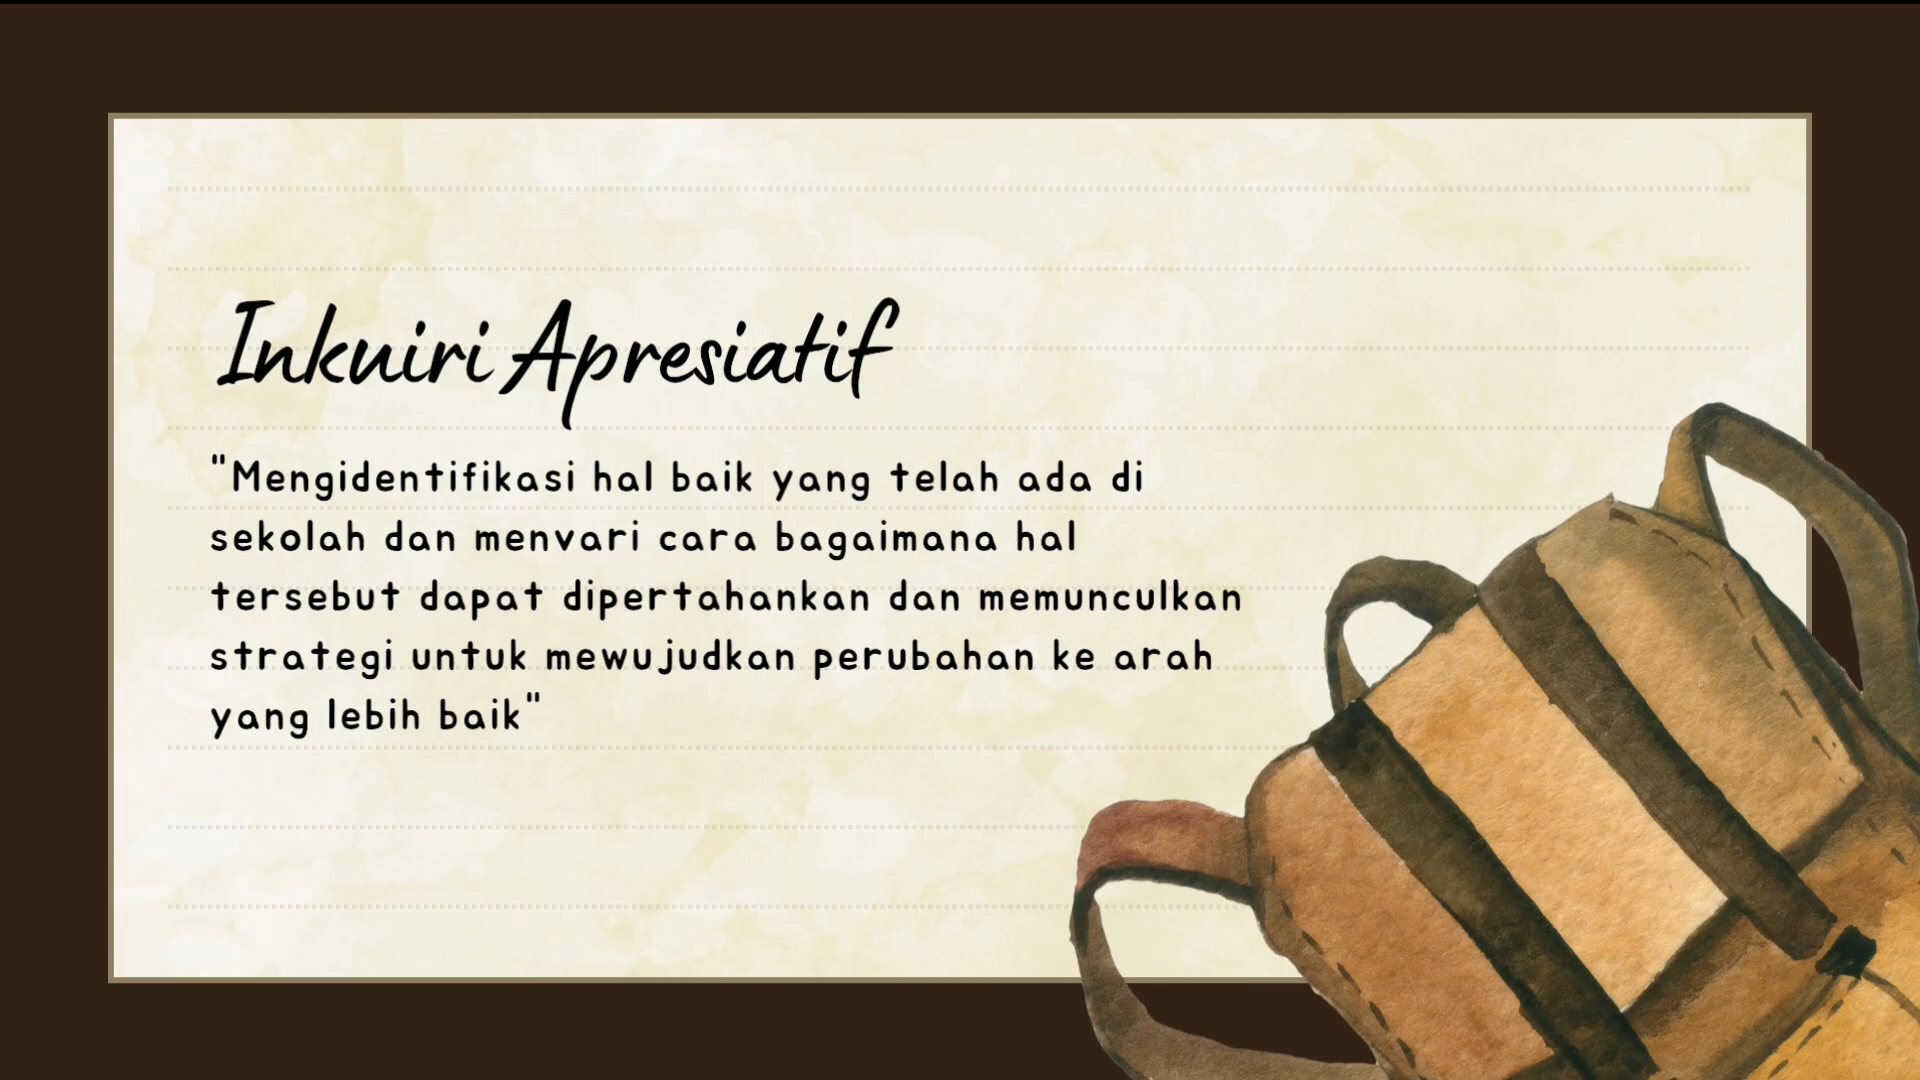 Inkuiri Apresiatif
"Mengidentifikasi hal baik yang telah ada di
sekolah dan menvari cara bagaimana hal
tersebut dapat dipertahankan dan memunculkan
strategi untuk mewujudkan perubahan ke arah
yang lebih baik"